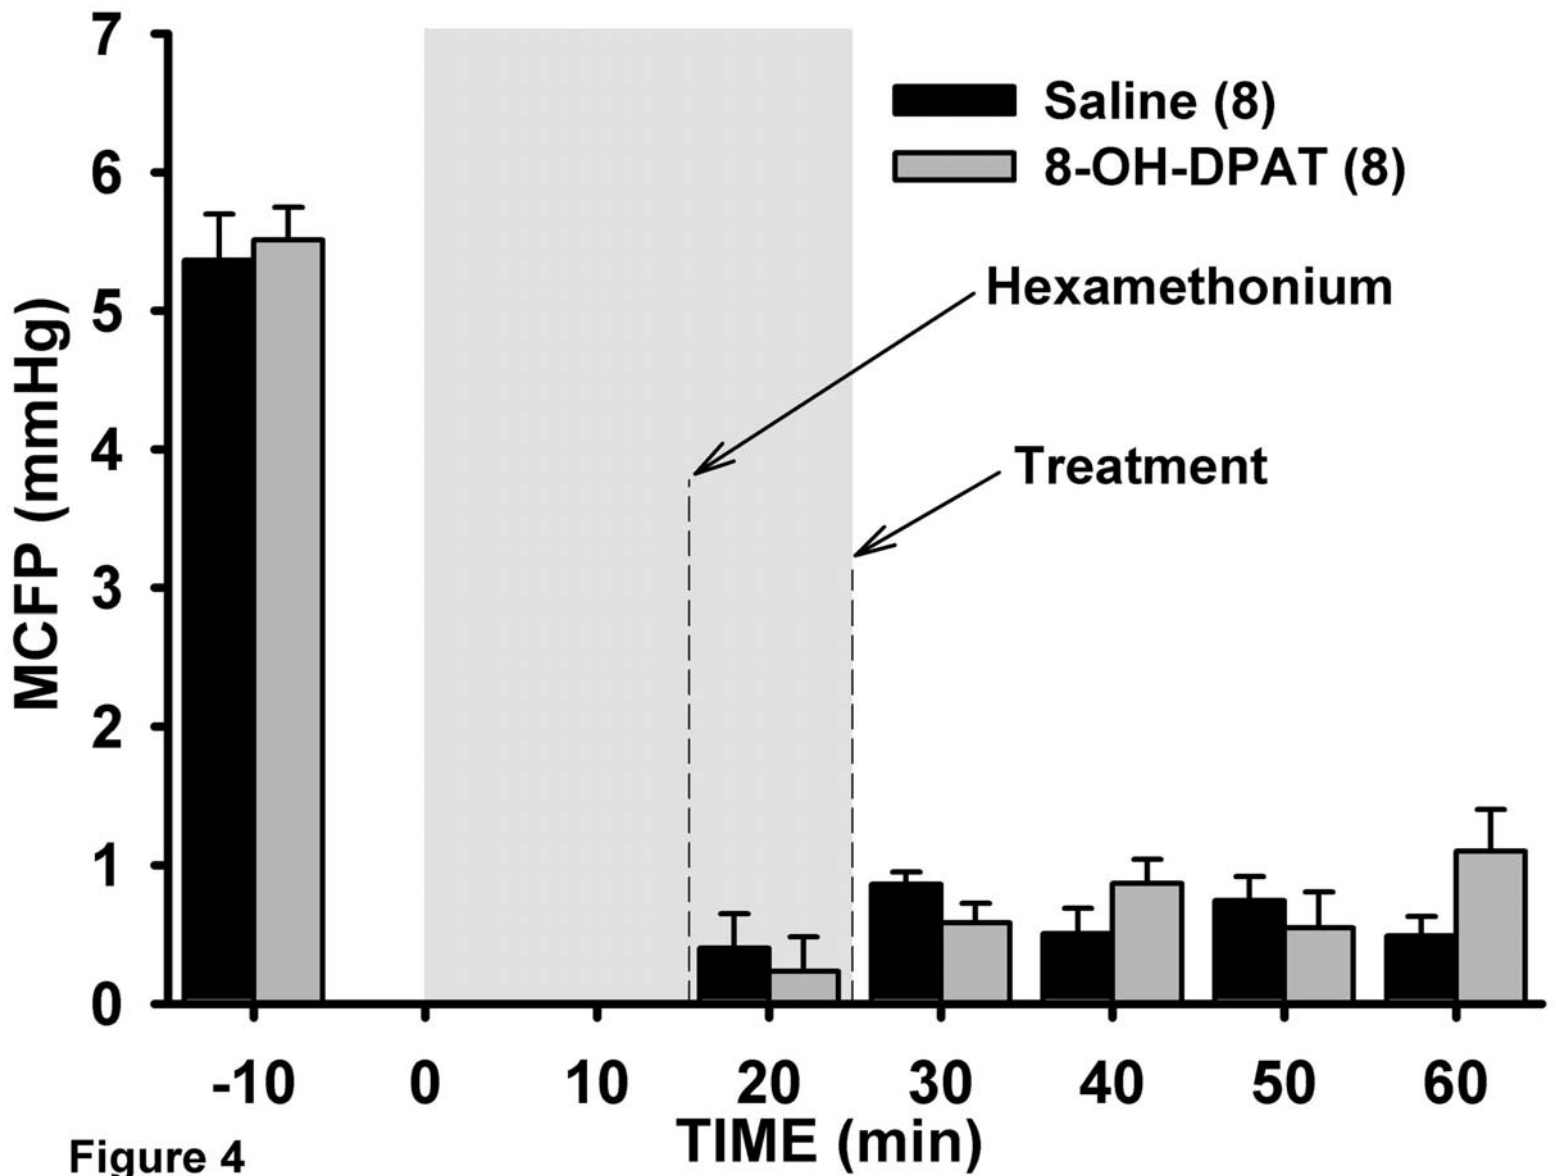 7
6
5
4
3
2
1
0
MCFP (mmHg)
Saline (8)
8-OH-DPAT (8)
Hexamethonium
Treatment
-10 0 10 20 30 40 50 60
TIME (min)
Figure 4